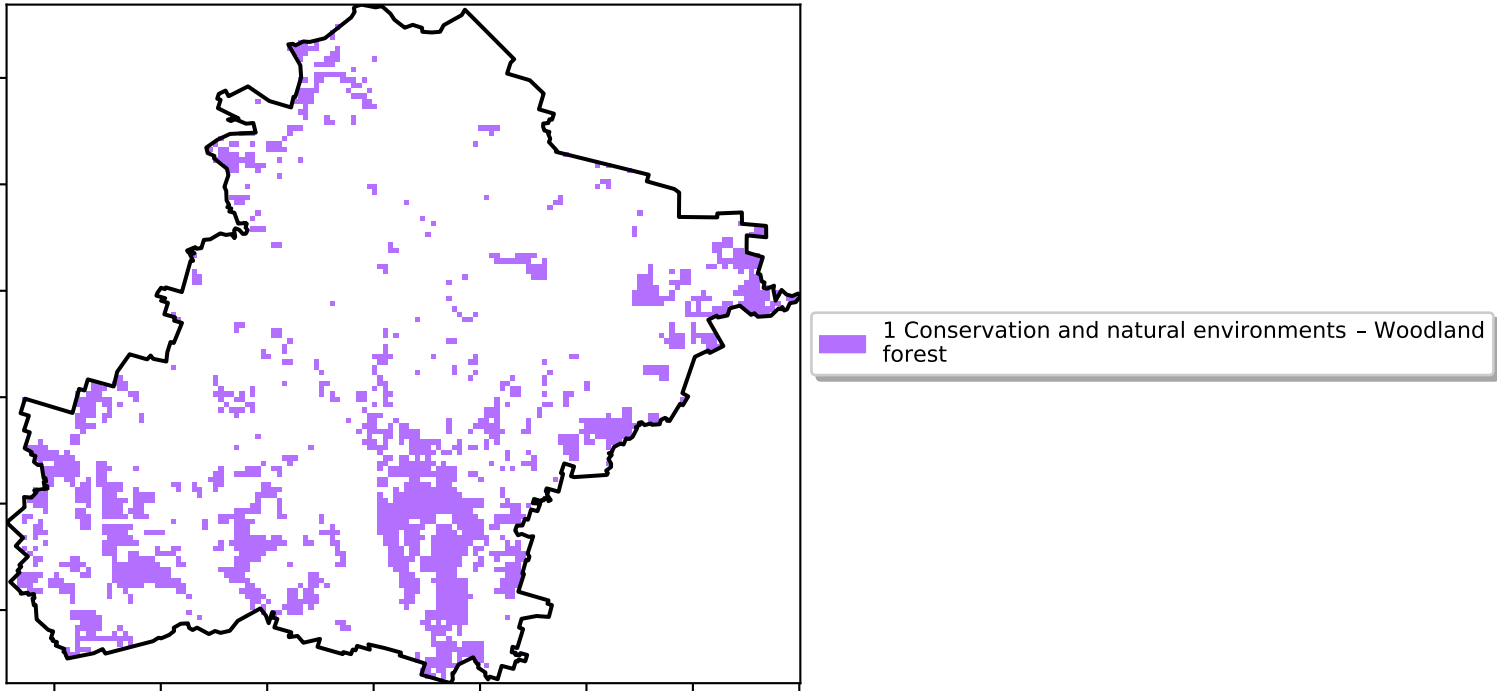 1 Conservation and natural environments – Woodland
forest